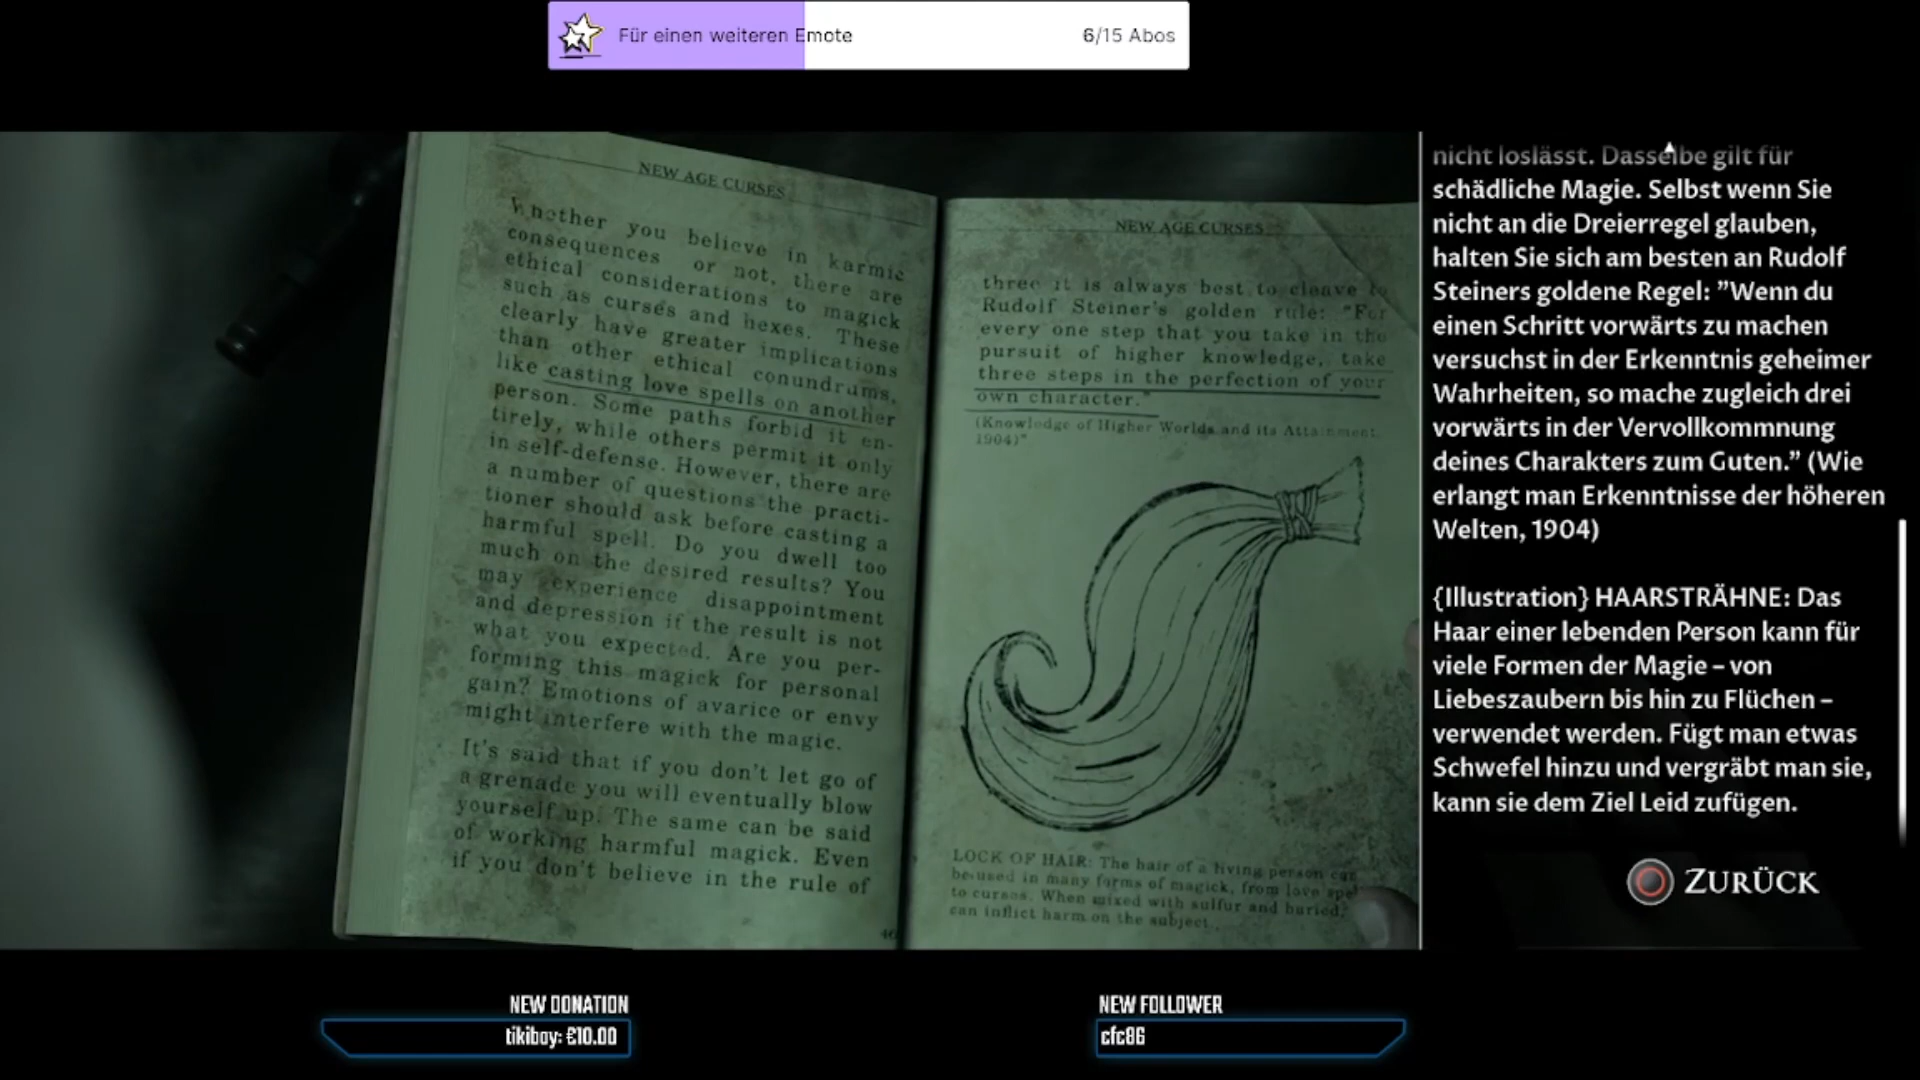 Für einen weiteren Emote 6/15 Abos
NEW AGE CURSES
Whether you believe in karmic
consequences or not, there are
ethical considerations to magick
such as curses and hexes. These
clearly have greater implications
than other ethical conundrums,
like casting love spells on another
person. Some paths forbid it en-
tirely, while others permit it only
in self-defense. However, there are
a number of questions the practi-
tioner should ask before casting a
harmful spell. Do you dwell too
much on the desired results? You
may experience disappointment
and depression if the result is not
what you expected. Are you per-
forming this magick for personal
gain? Emotions of avarice or envy
might interfere with the magic.
It's said that if you don't let go of
a grenade you will eventually blow
yourself up. The same can be said
of working harmful magick. Even
if you don't believe in the rule of
NEW AGE CURSES
three it is always best to cleave to
Rudolf Steiner's golden rule: "For
every one step that you take in the
pursuit of higher knowledge, take
three steps in the perfection of your
own character."
(Knowledge of Higher Worlds and its Attainment,
1904)"
LOCK OF HAIR: The hair of a living person can
be used in many forms of magick, from love spel
to curses. When mixed with sulfur and buried,
can inflict harm on the subject.
nicht loslässt. Dasselbe gilt für
schädliche Magie. Selbst wenn Sie
nicht an die Dreierregel glauben,
halten Sie sich am besten an Rudolf
Steiners goldene Regel: ”Wenn du
einen Schritt vorwärts zu machen
versuchst in der Erkenntnis geheimer
Wahrheiten, so mache zugleich drei
vorwärts in der Vervollkommnung
deines Charakters zum Guten.” (Wie
erlangt man Erkenntnisse der höheren
Welten, 1904)
{Illustration} HAARSTRÄHNE: Das
Haar einer lebenden Person kann für
viele Formen der Magie – von
Liebeszaubern bis hin zu Flüchen –
verwendet werden. Fügt man etwas
Schwefel hinzu und vergräbt man sie,
kann sie dem Ziel Leid zufügen.
ZURÜCK
NEW DONATION
tikiboy: €10.00
NEW FOLLOWER
cfc86